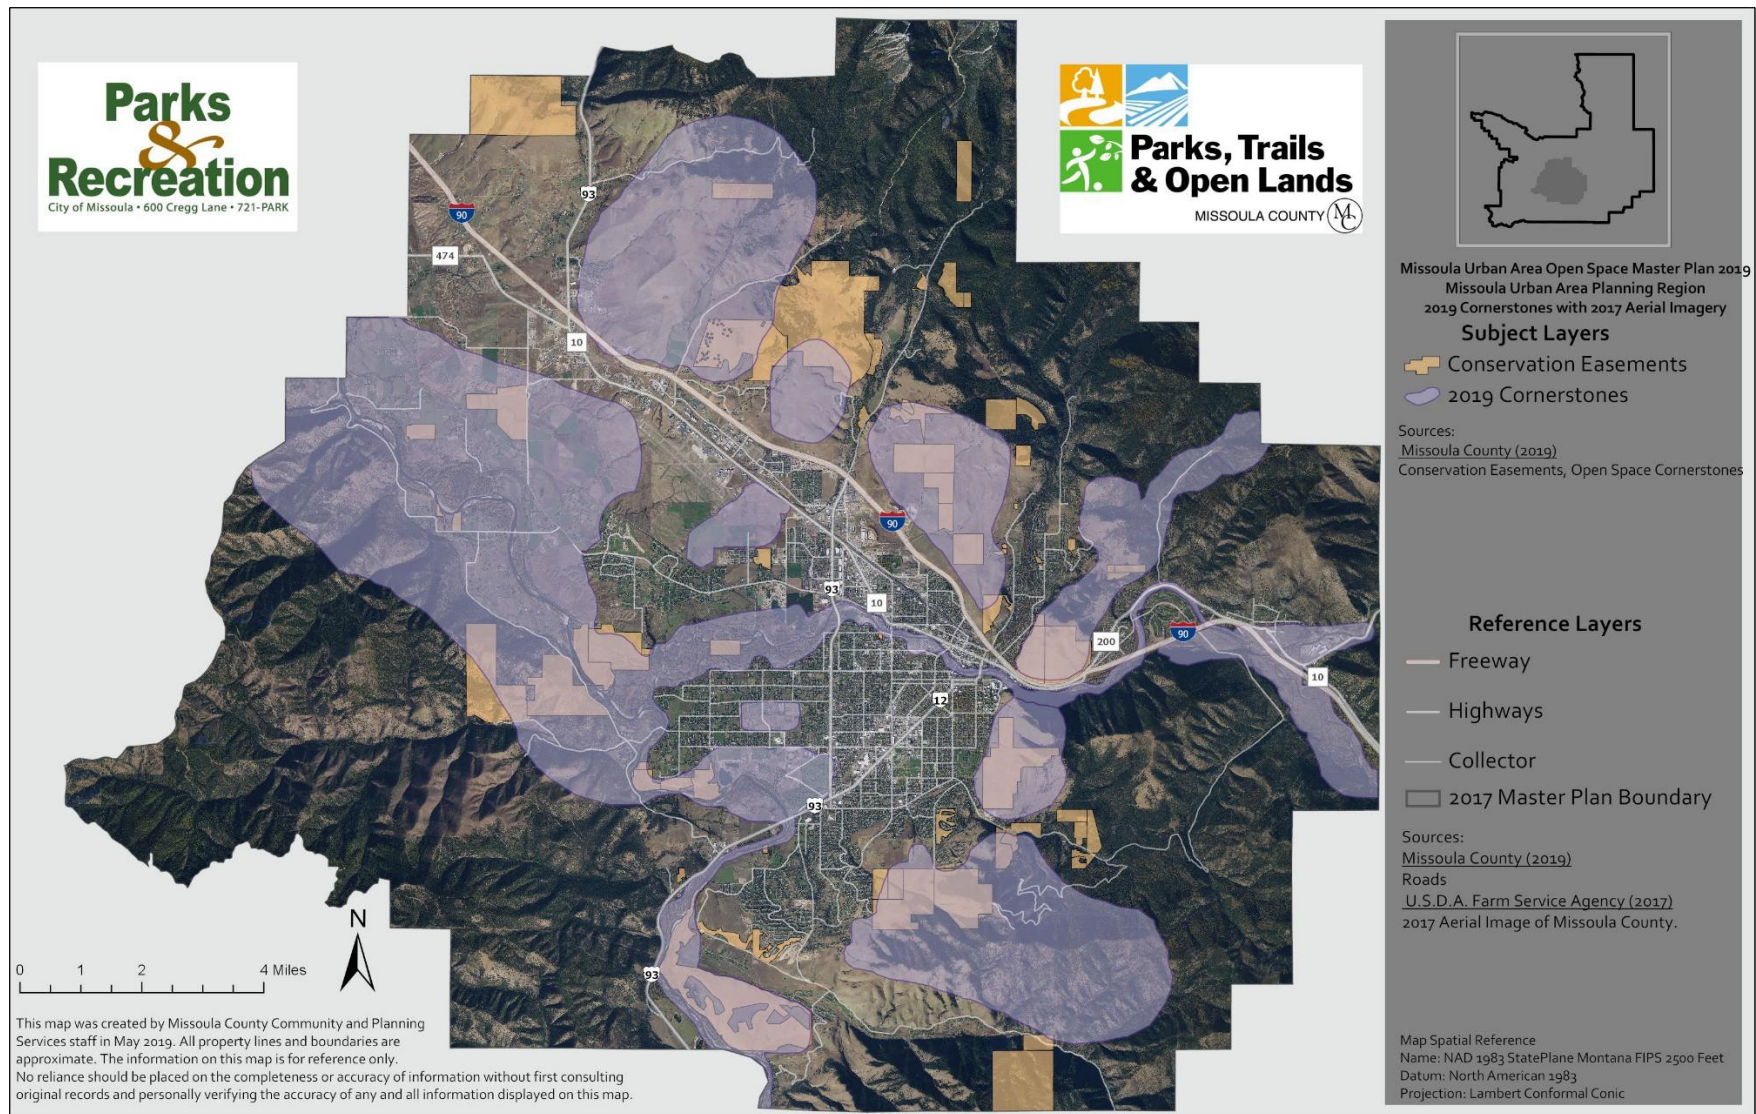 Parks
&
Recreation
City of Missoula • 600 Cregg Lane • 721-PARK
Parks, Trails
& Open Lands
MISSOULA COUNTY MC
93
90
474
10
90
93
10
200
90
10
12
93
93
N
0 1 2 4 Miles
This map was created by Missoula County Community and Planning
Services staff in May 2019. All property lines and boundaries are
approximate. The information on this map is for reference only.
No reliance should be placed on the completeness or accuracy of information without first consulting
original records and personally verifying the accuracy of any and all information displayed on this map.
Missoula Urban Area Open Space Master Plan 2019
Missoula Urban Area Planning Region
2019 Cornerstones with 2017 Aerial Imagery
Subject Layers
Conservation Easements
2019 Cornerstones
Sources:
Missoula County (2019)
Conservation Easements, Open Space Cornerstones
Reference Layers
Freeway
Highways
Collector
2017 Master Plan Boundary
Sources:
Missoula County (2019)
Roads
U.S.D.A. Farm Service Agency (2017)
2017 Aerial Image of Missoula County.
Map Spatial Reference
Name: NAD 1983 StatePlane Montana FIPS 2500 Feet
Datum: North American 1983
Projection: Lambert Conformal Conic